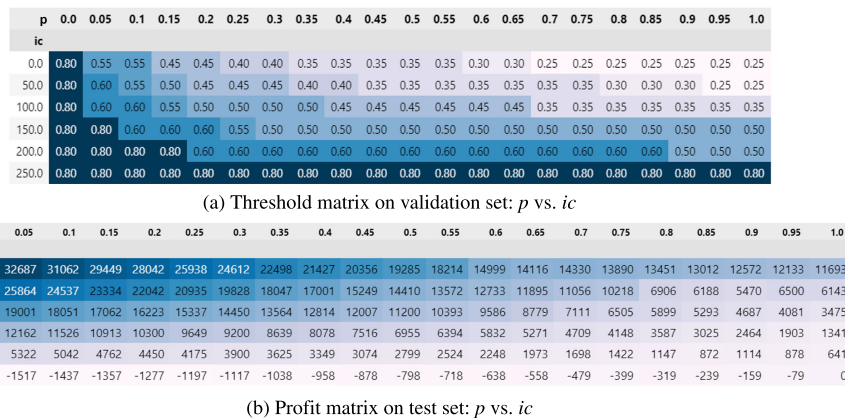 p 0.0 0.05 0.1 0.15 0.2 0.25 0.3 0.35 0.4 0.45 0.5 0.55 0.6 0.65 0.7 0.75 0.8 0.85 0.9 0.95 1.0
ic
0.0 0.80 0.55 0.55 0.45 0.45 0.40 0.40 0.35 0.35 0.35 0.35 0.35 0.30 0.30 0.25 0.25 0.25 0.25 0.25 0.25 0.25
50.0 0.80 0.60 0.55 0.50 0.45 0.45 0.45 0.40 0.40 0.35 0.35 0.35 0.35 0.35 0.35 0.35 0.30 0.30 0.30 0.25 0.25
100.0 0.80 0.60 0.60 0.55 0.50 0.50 0.50 0.50 0.45 0.45 0.45 0.45 0.45 0.45 0.35 0.35 0.35 0.35 0.35 0.35 0.35
150.0 0.80 0.80 0.60 0.60 0.60 0.55 0.50 0.50 0.50 0.50 0.50 0.50 0.50 0.50 0.50 0.50 0.50 0.50 0.50 0.50 0.50
200.0 0.80 0.80 0.80 0.80 0.60 0.60 0.60 0.60 0.60 0.60 0.60 0.60 0.60 0.60 0.60 0.60 0.60 0.60 0.50 0.50 0.50
250.0 0.80 0.80 0.80 0.80 0.80 0.80 0.80 0.80 0.80 0.80 0.80 0.80 0.80 0.80 0.80 0.80 0.80 0.80 0.80 0.80 0.80
(a) Threshold matrix on validation set: p vs. ic
0.05 0.1 0.15 0.2 0.25 0.3 0.35 0.4 0.45 0.5 0.55 0.6 0.65 0.7 0.75 0.8 0.85 0.9 0.95 1.0
32687 31062 29449 28042 25938 24612 22498 21427 20356 19285 18214 14999 14116 14330 13890 13451 13012 12572 12133 11693
25864 24537 23334 22042 20935 19828 18047 17001 15249 14410 13572 12733 11895 11056 10218 6906 6188 5470 6500 6143
19001 18051 17062 16223 15337 14450 13564 12814 12007 11200 10393 9586 8779 7111 6505 5899 5293 4687 4081 3475
12162 11526 10913 10300 9649 9200 8639 8078 7516 6955 6394 5832 5271 4709 4148 3587 3025 2464 1903 1341
5322 5042 4762 4450 4175 3900 3625 3349 3074 2799 2524 2248 1973 1698 1422 1147 872 1114 878 641
-1517 -1437 -1357 -1277 -1197 -1117 -1038 -958 -878 -798 -718 -638 -558 -479 -399 -319 -239 -159 -79 0
(b) Profit matrix on test set: p vs. ic